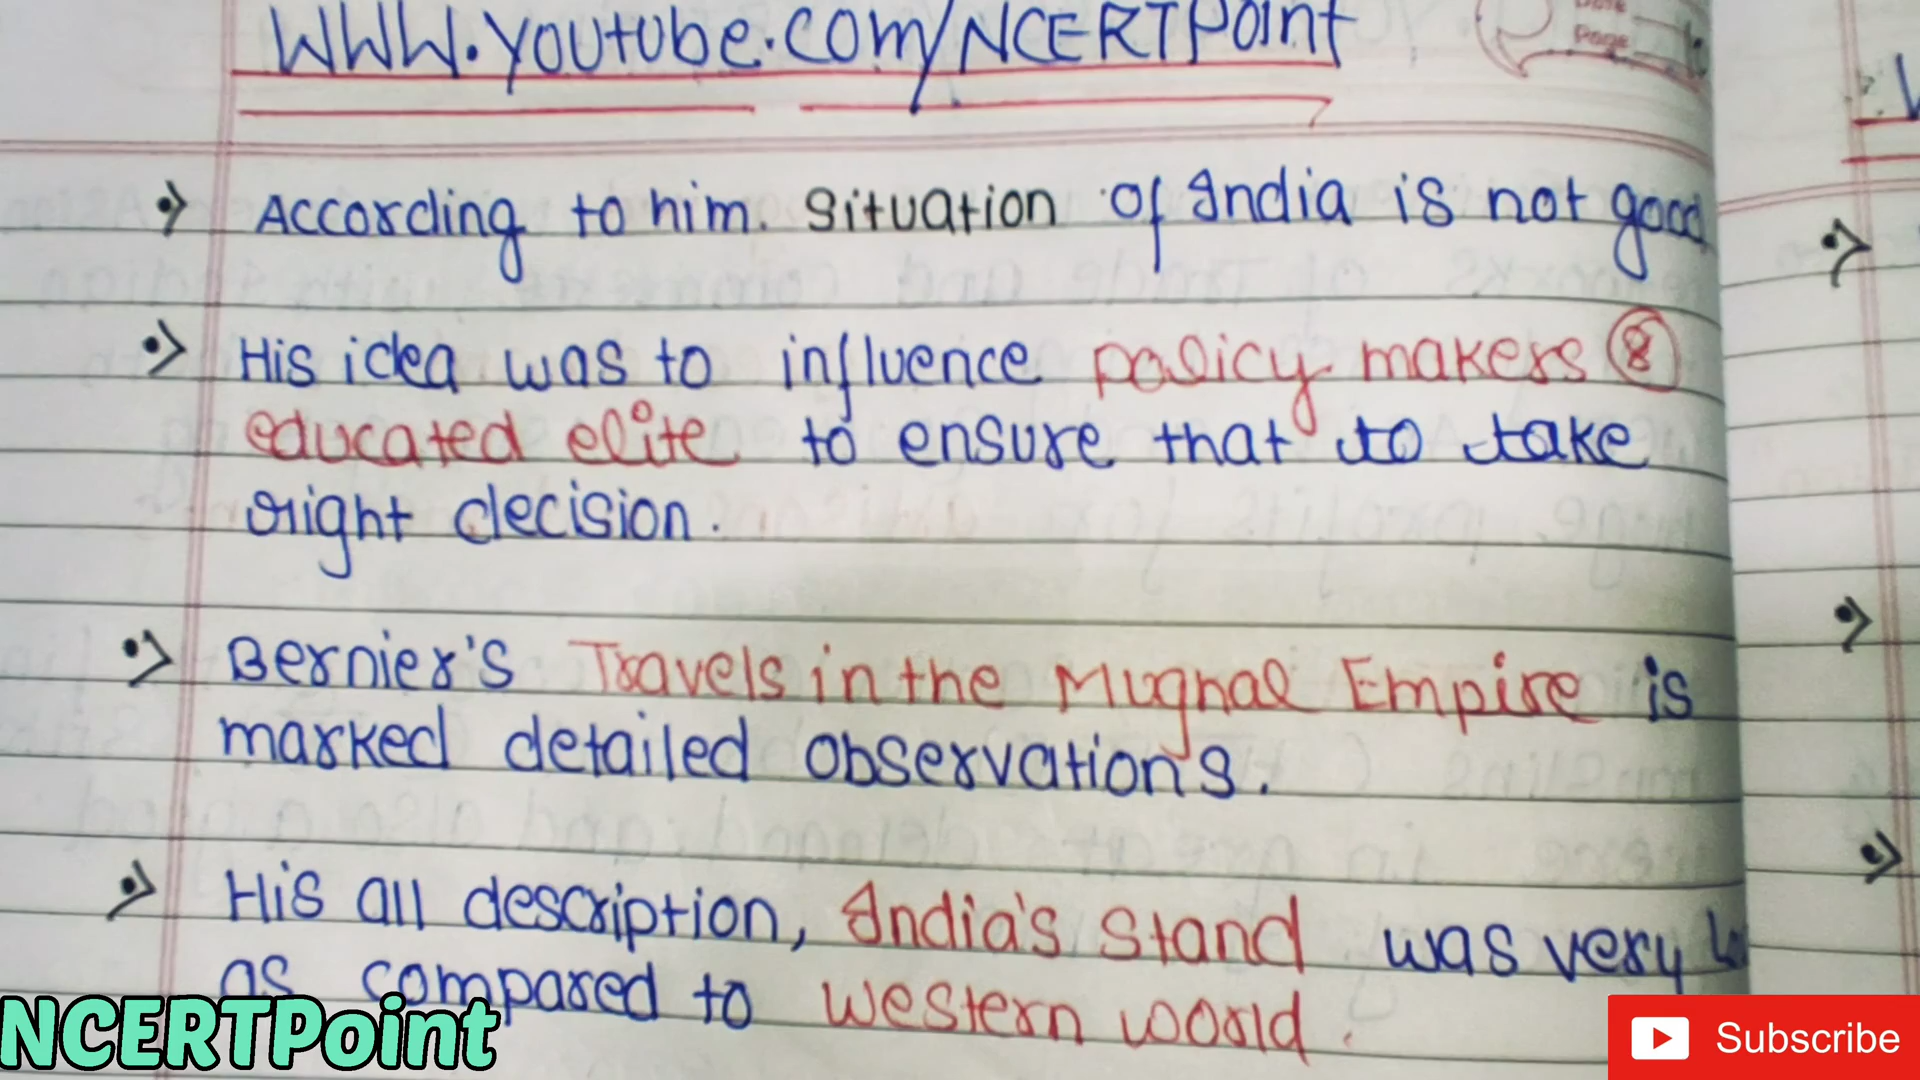 WWW.YouTube.com/NCERTPoint
Date
Page
According to him. Situation of India is not good
His idea was to influence policy makers &
educated elite to ensure that to take
right decision.
Bernier's Travels in the Mughal Empire is
marked detailed observations.
His all description, India's Stand was very
as compared to western world.
NCERTPoint
Subscribe